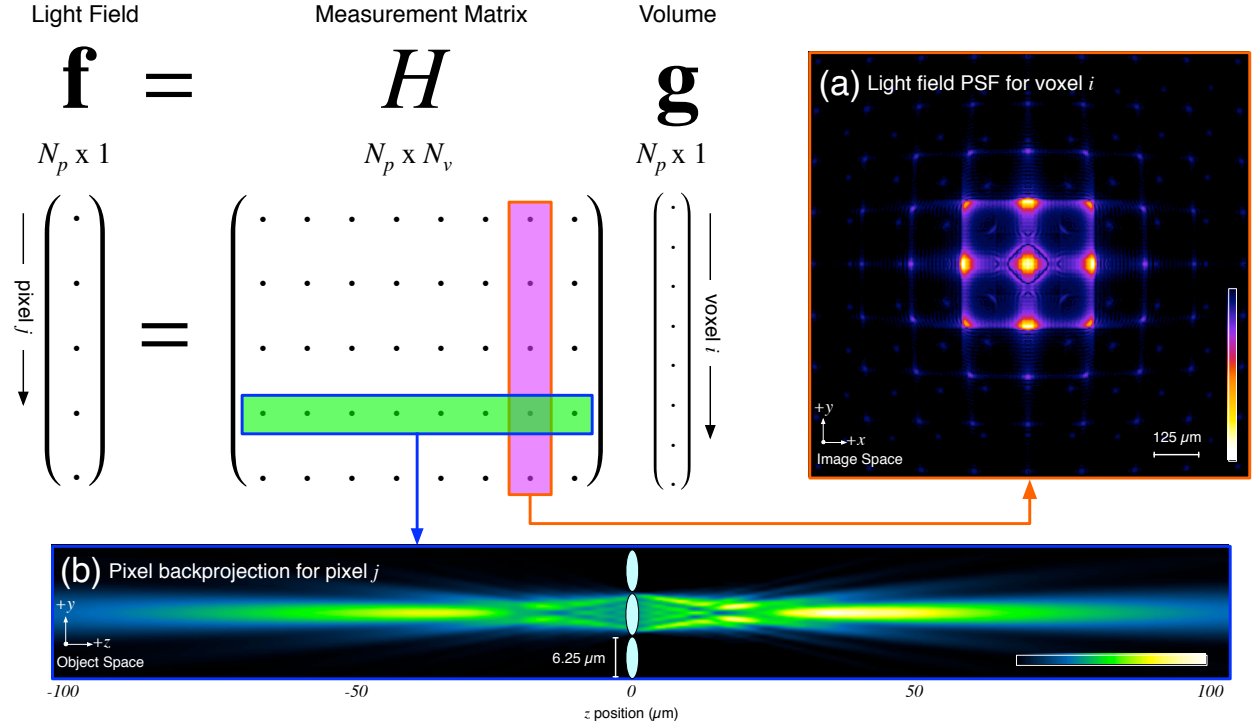 Light Field
Measurement Matrix
Volume
f = H g
N_p x 1
N_p x N_v
N_p x 1
pixel j
=
voxel i
(a) Light field PSF for voxel i
+y
+x
Image Space
125 µm
(b) Pixel backprojection for pixel j
+y
+z
Object Space
6.25 µm
-100
-50
0
50
100
z position (µm)